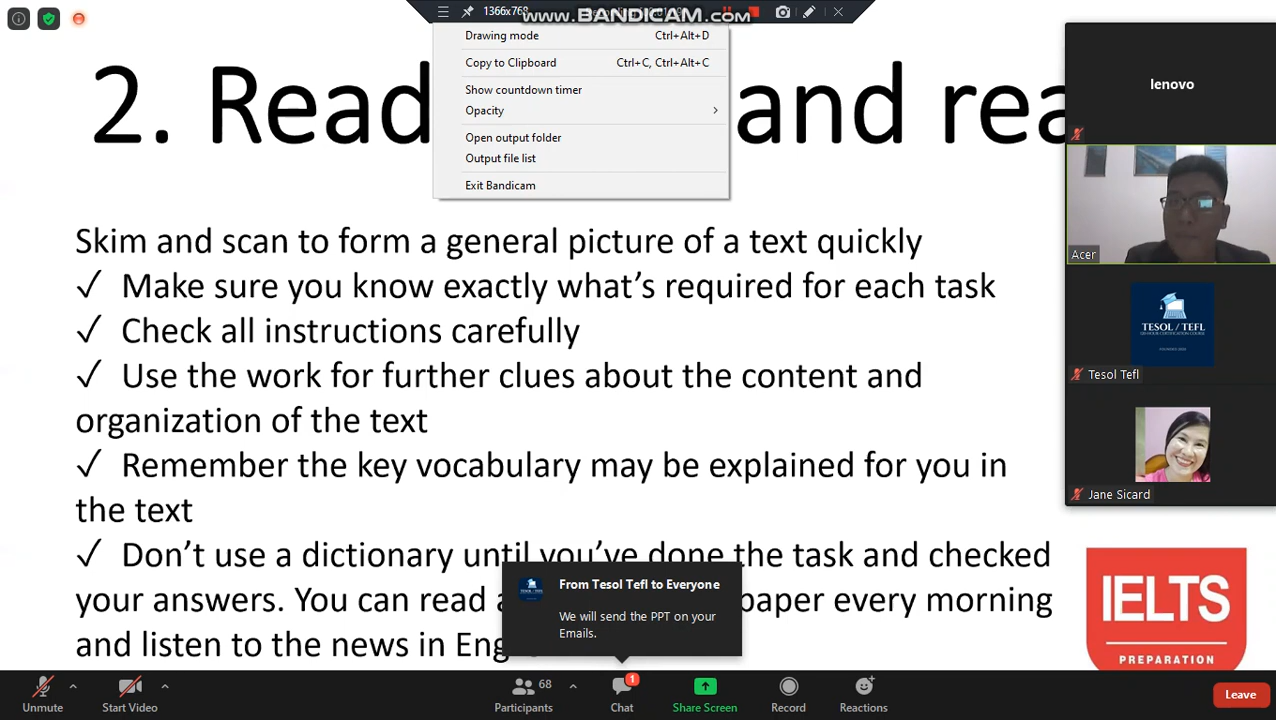 1366x768
www.BANDICAM.com
Drawing mode Ctrl+Alt+D
Copy to Clipboard Ctrl+C, Ctrl+Alt+C
Show countdown timer
Opacity
Open output folder
Output file list
Exit Bandicam
2. Read and rea
Skim and scan to form a general picture of a text quickly
✓ Make sure you know exactly what's required for each task
✓ Check all instructions carefully
✓ Use the work for further clues about the content and
organization of the text
✓ Remember the key vocabulary may be explained for you in
the text
✓ Don't use a dictionary until you've done the task and checked
your answers. You can read a paper every morning
and listen to the news in Eng
From Tesol Tefl to Everyone
We will send the PPT on your
Emails.
lenovo
Acer
TESOL / TEFL
Tesol Tefl
Jane Sicard
IELTS
PREPARATION
Unmute
Start Video
68
Participants
1
Chat
Share Screen
Record
Reactions
Leave